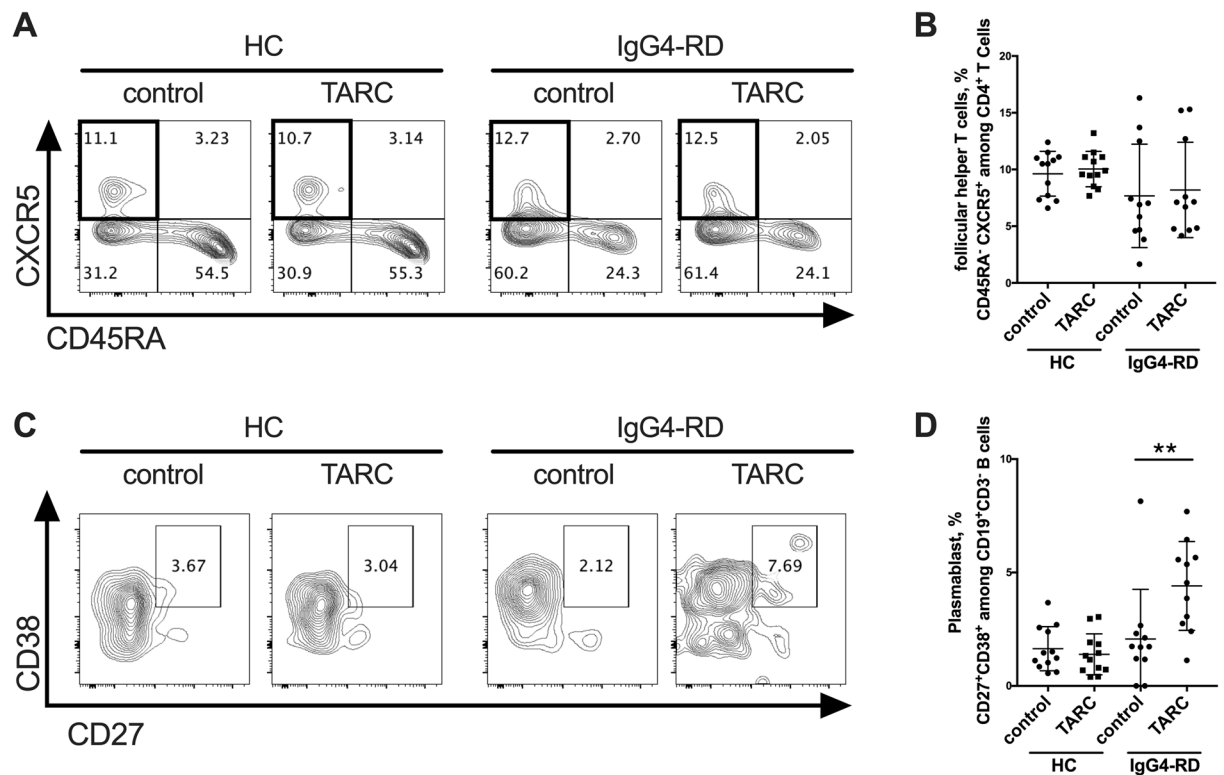 A
HC
IgG4-RD
control
TARC
control
TARC
11.1
3.23
10.7
3.14
12.7
2.70
12.5
2.05
31.2
54.5
30.9
55.3
60.2
24.3
61.4
24.1
CXCR5
CD45RA
B
follicular helper T cells, %
CD45RA⁻ CXCR5⁺ among CD4⁺ T Cells
20
15
10
5
0
control
TARC
control
TARC
HC
IgG4-RD
C
HC
IgG4-RD
control
TARC
control
TARC
3.67
3.04
2.12
7.69
CD38
CD27
D
Plasmablast, %
CD27⁺CD38⁺ among CD19⁺CD3⁻ B cells
10
5
0
**
control
TARC
control
TARC
HC
IgG4-RD